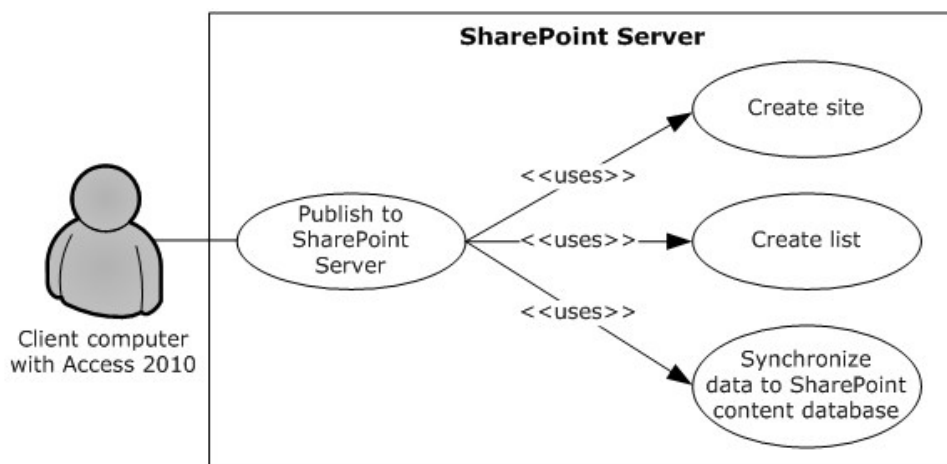 SharePoint Server
Create site
<<uses>>
Publish to
SharePoint
Server
<<uses>>
Create list
<<uses>>
Client computer
with Access 2010
Synchronize
data to SharePoint
content database